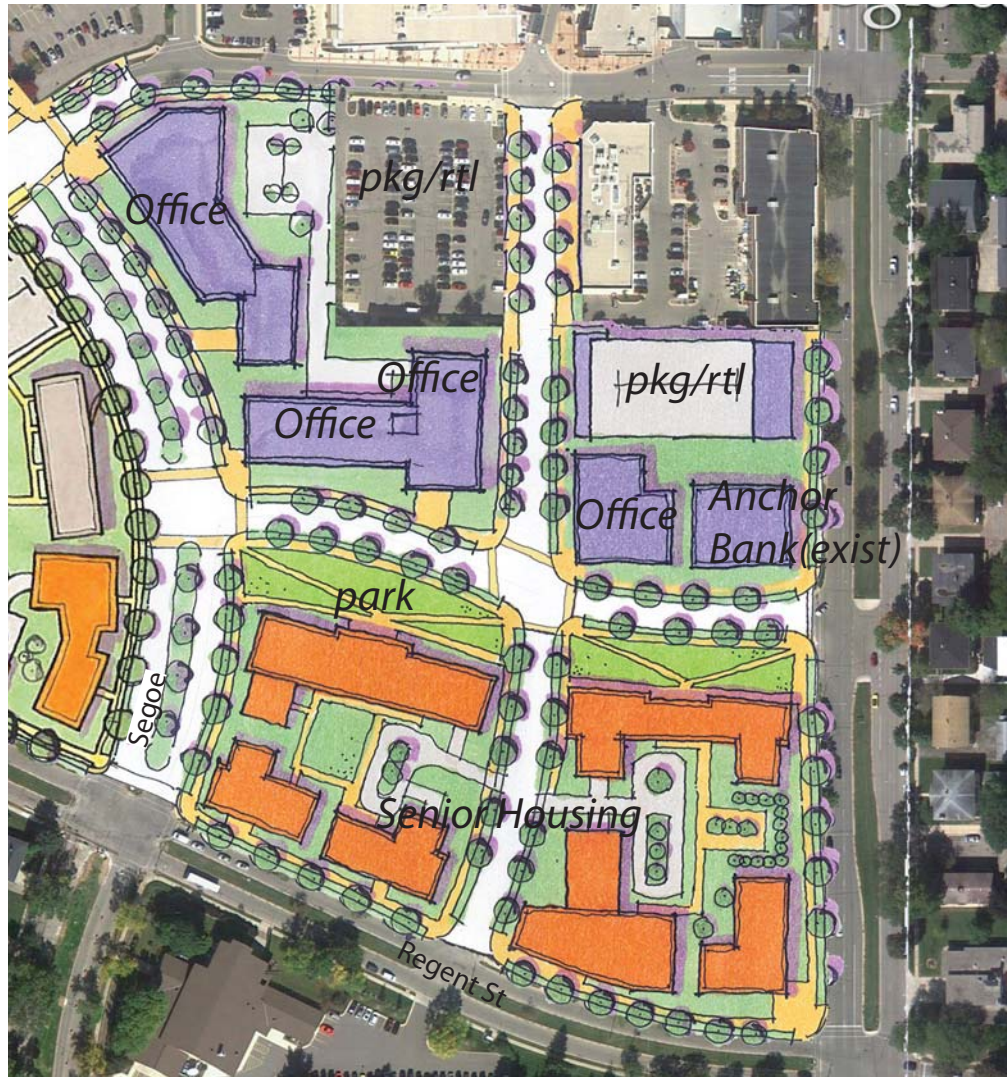 pkg/rtl
Office
Office
pkg/rtl
Office
Office
Anchor
Bank(exist)
park
Segoe
Senior Housing
Regent St